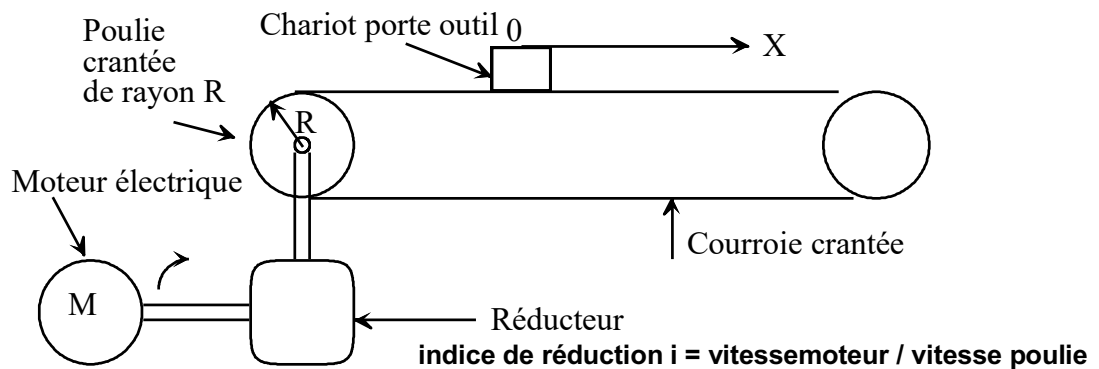 Poulie
crantée
de rayon R
Chariot porte outil
0
X
R
Moteur électrique
Courroie crantée
M
Réducteur
indice de réduction i = vitessemoteur / vitesse poulie